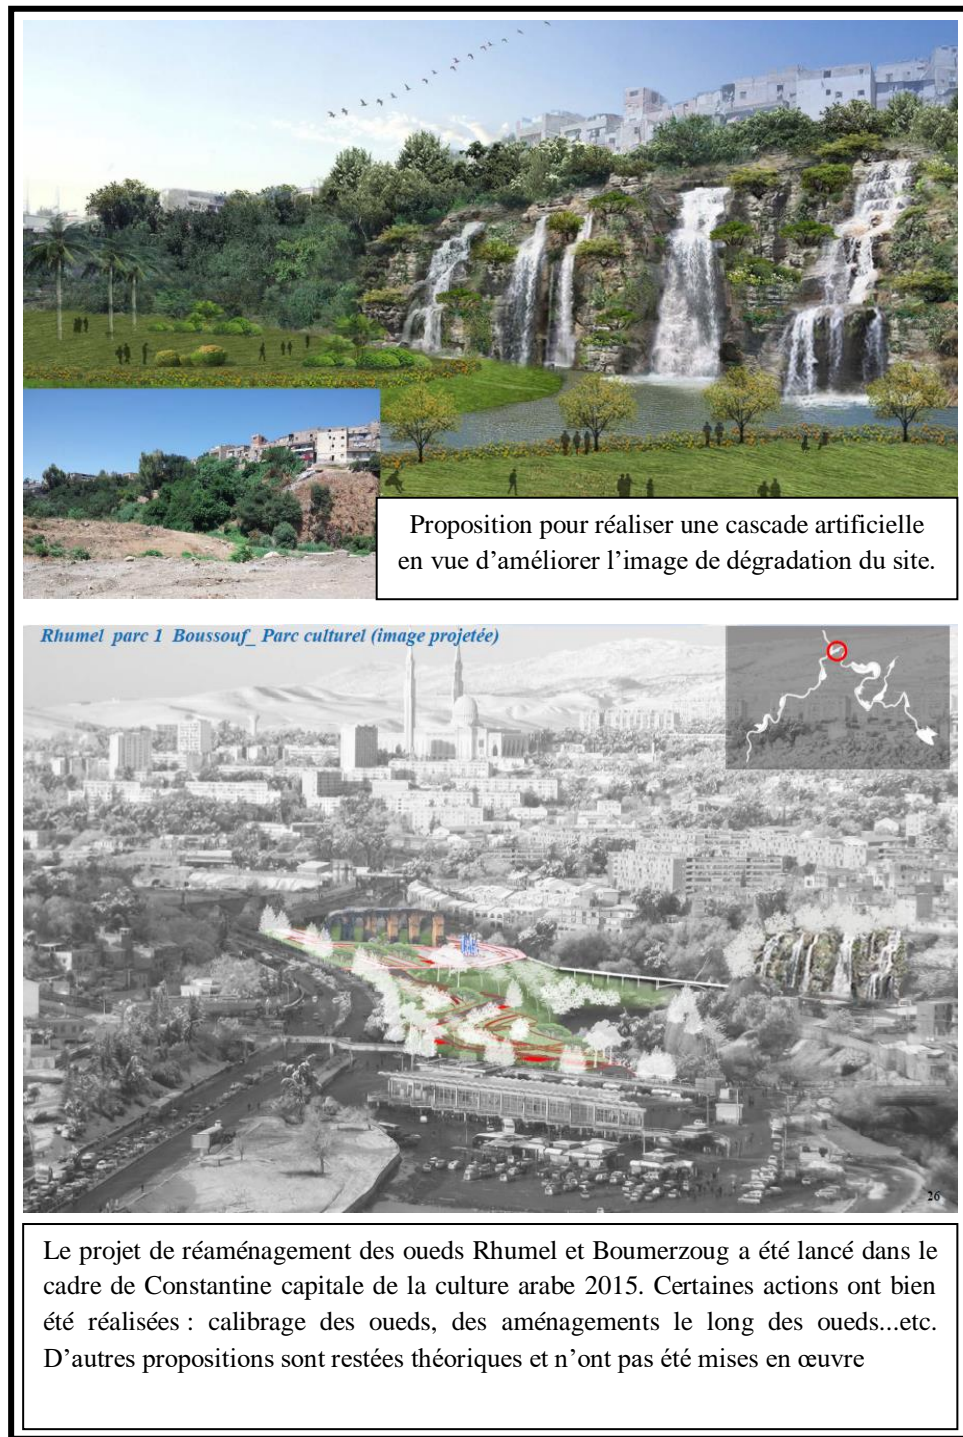 Proposition pour réaliser une cascade artificielle
en vue d’améliorer l’image de dégradation du site.
Rhumel parc 1 Boussouf_ Parc culturel (image projetée)
26
Le projet de réaménagement des oueds Rhumel et Boumerzoug a été lancé dans le
cadre de Constantine capitale de la culture arabe 2015. Certaines actions ont bien
été réalisées : calibrage des oueds, des aménagements le long des oueds...etc.
D’autres propositions sont restées théoriques et n’ont pas été mises en œuvre